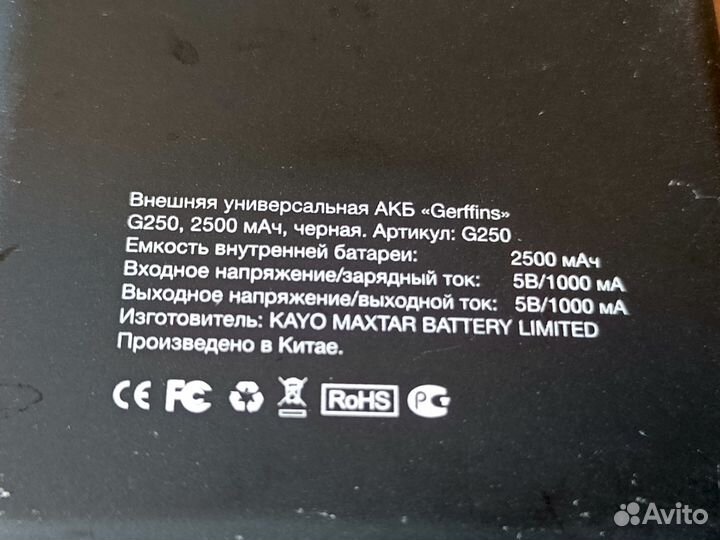 Внешняя универсальная АКБ «Gerffins»
G250, 2500 мАч, черная. Артикул: G250
Емкость внутренней батареи: 2500 мАч
Входное напряжение/зарядный ток: 5В/1000 мА
Выходное напряжение/выходной ток: 5В/1000 мА
Изготовитель: KAYO MAXTAR BATTERY LIMITED
Произведено в Китае.
CE FC RoHS РС
Avito